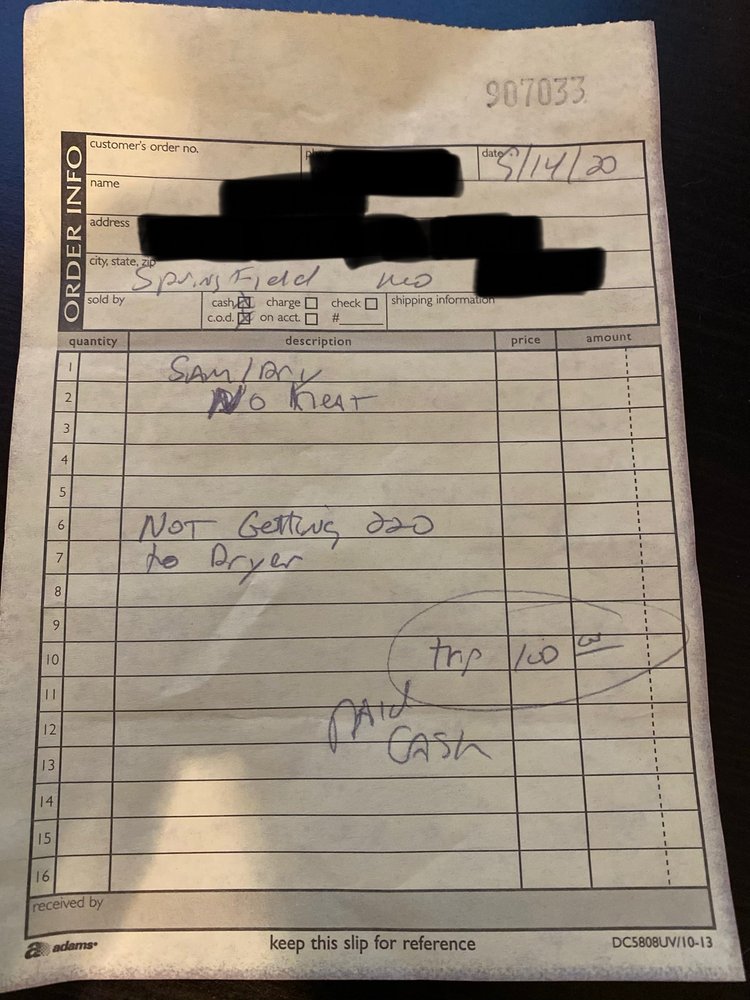 907033
ORDER INFO
customer's order no. date 5/14/20
name
address
city, state, zip
Springfield mo
sold by cash charge check shipping information
c.o.d. on acct. #
quantity description price amount
1 SAM/Dry
2 No HeaT
3
4
5
6 NOT Getting 220
7 to Dryer
8
9
10 trip 100 00
11
12 PAID
13 CASH
14
15
16
received by
adams keep this slip for reference DC5808UV/10-13